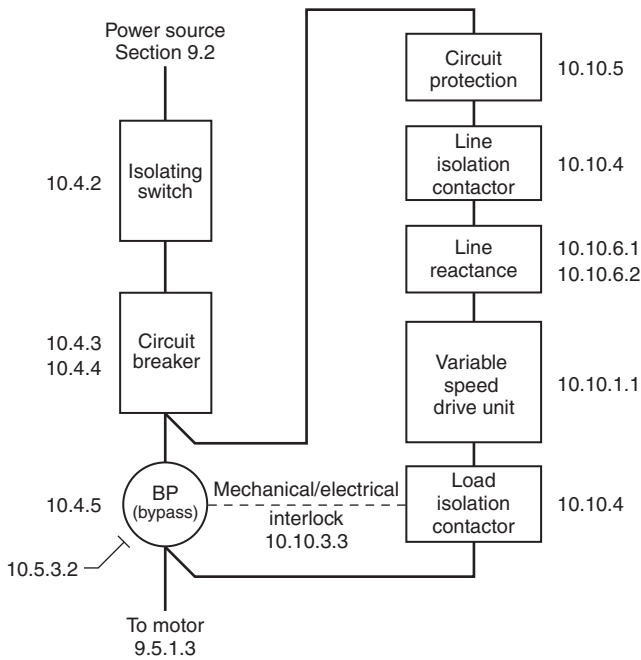 Power source
Section 9.2
10.4.2
Isolating
switch
10.4.3
10.4.4
Circuit
breaker
10.4.5
BP
(bypass)
10.5.3.2
To motor
9.5.1.3
Mechanical/electrical
interlock
10.10.3.3
Circuit
protection
10.10.5
Line
isolation
contactor
10.10.4
Line
reactance
10.10.6.1
10.10.6.2
Variable
speed
drive unit
10.10.1.1
Load
isolation
contactor
10.10.4